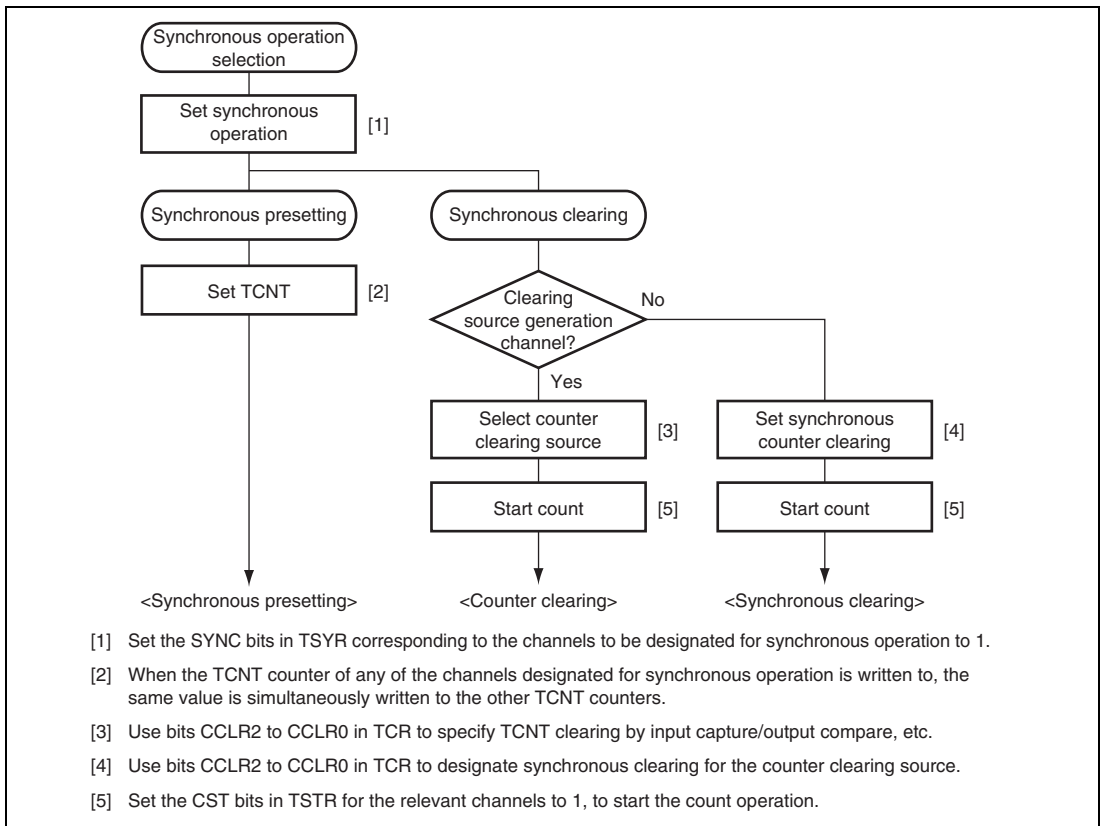 Synchronous operation
selection
Set synchronous
operation
[1]
Synchronous presetting
Synchronous clearing
Set TCNT
[2]
Clearing
source generation
channel?
No
Yes
Select counter
clearing source
[3]
Set synchronous
counter clearing
[4]
Start count
[5]
Start count
[5]
<Synchronous presetting>
<Counter clearing>
<Synchronous clearing>
[1] Set the SYNC bits in TSYR corresponding to the channels to be designated for synchronous operation to 1.
[2] When the TCNT counter of any of the channels designated for synchronous operation is written to, the
same value is simultaneously written to the other TCNT counters.
[3] Use bits CCLR2 to CCLR0 in TCR to specify TCNT clearing by input capture/output compare, etc.
[4] Use bits CCLR2 to CCLR0 in TCR to designate synchronous clearing for the counter clearing source.
[5] Set the CST bits in TSTR for the relevant channels to 1, to start the count operation.